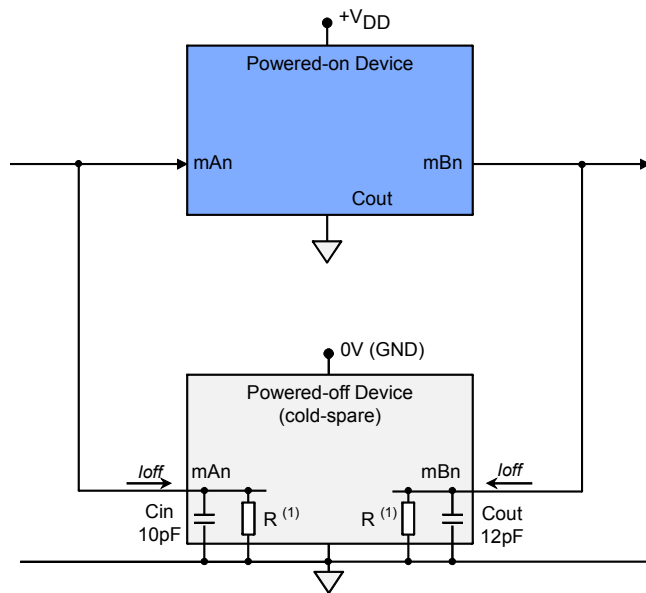 +VDD
Powered-on Device
mAn
mBn
Cout
0V (GND)
Powered-off Device
(cold-spare)
Ioff
mAn
mBn
Ioff
Cin
10pF
R (1)
R (1)
Cout
12pF